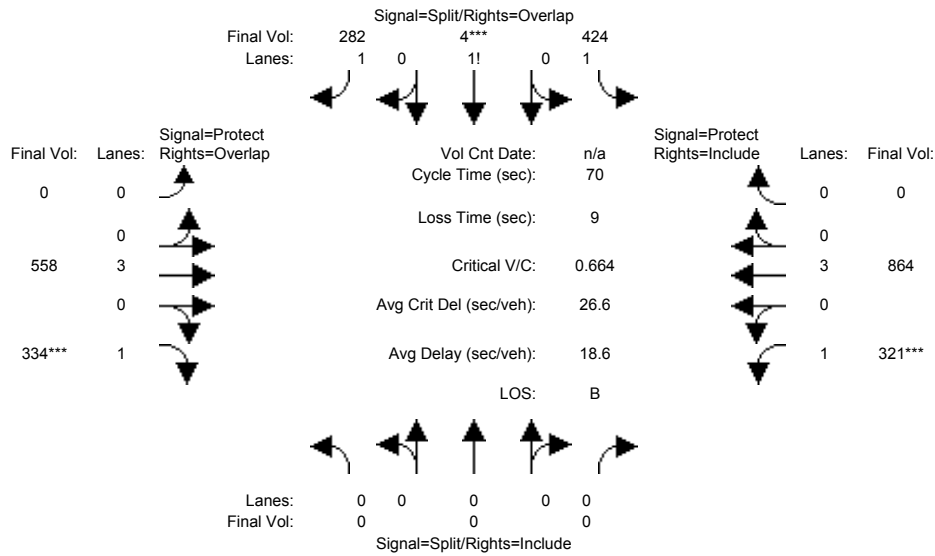 Signal=Split/Rights=Overlap
Final Vol: 282 4*** 424
Lanes: 1 0 1! 0 1
Signal=Protect Signal=Protect
Final Vol: Lanes: Rights=Overlap Vol Cnt Date: n/a Rights=Include Lanes: Final Vol:
Cycle Time (sec): 70
0 0 0 0
Loss Time (sec): 9
0 0
558 3 Critical V/C: 0.664 3 864
0 Avg Crit Del (sec/veh): 26.6 0
334*** 1 Avg Delay (sec/veh): 18.6 1 321***
LOS: B
Lanes: 0 0 0 0 0
Final Vol: 0 0 0
Signal=Split/Rights=Include